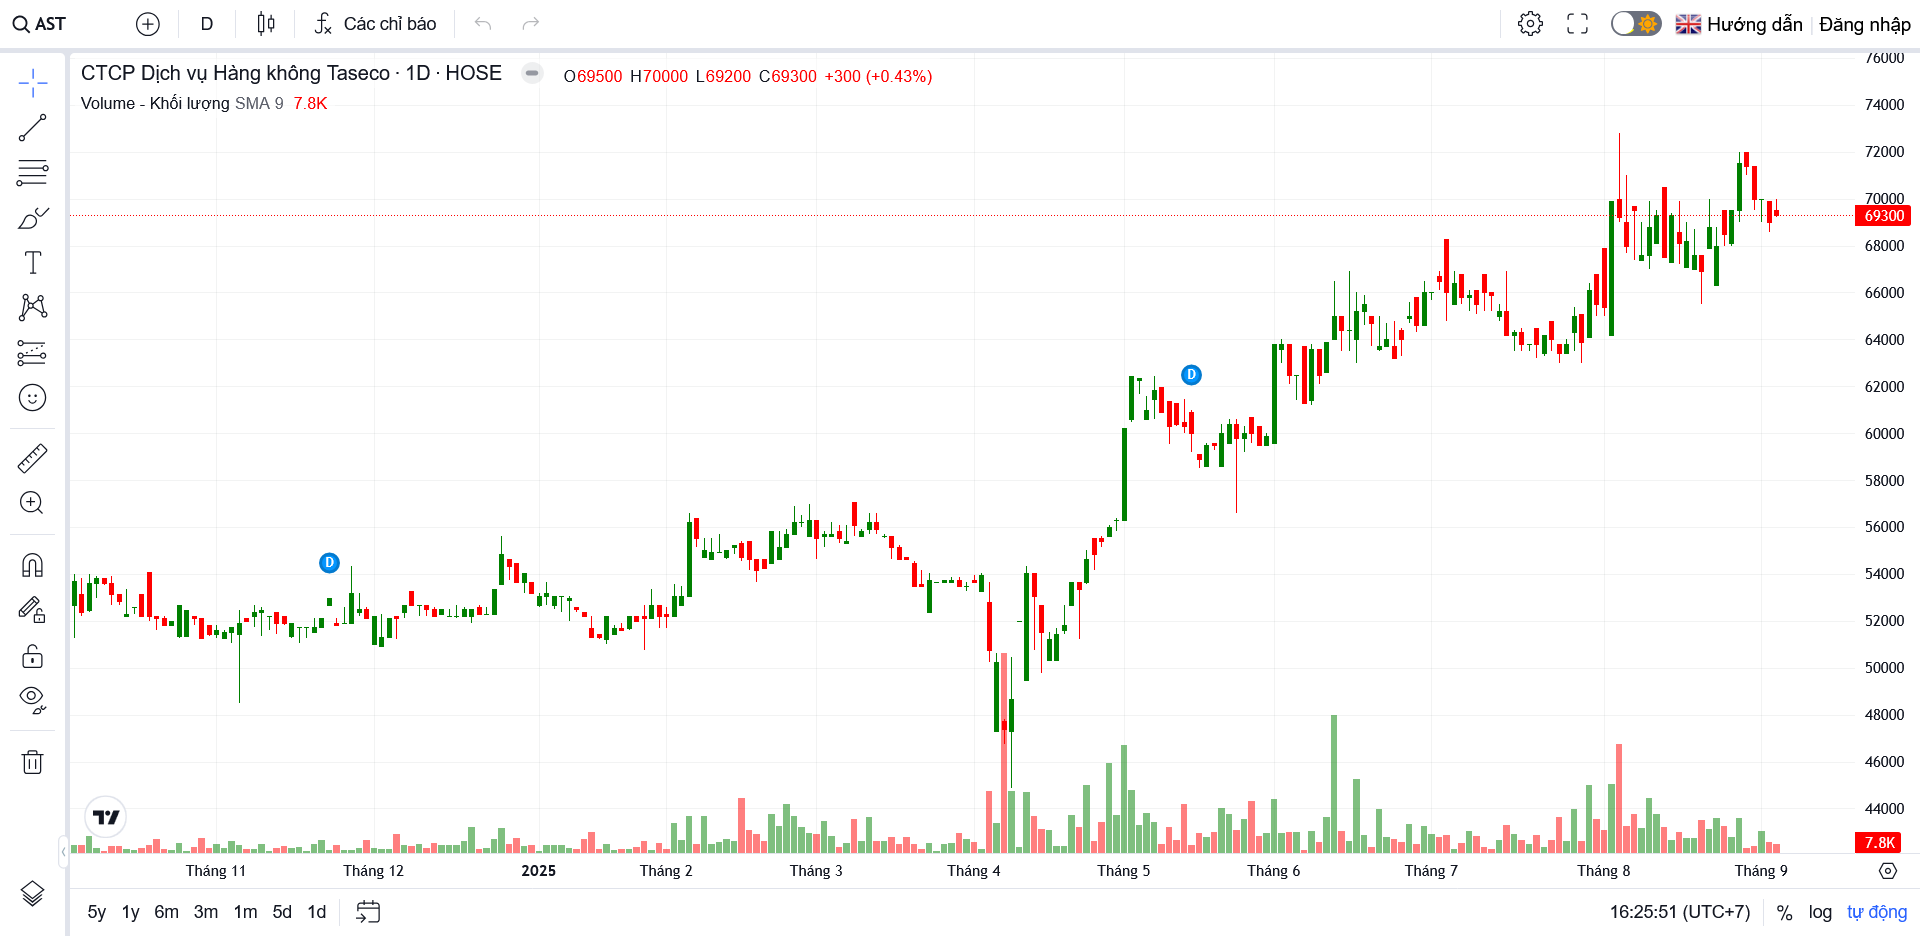 AST D Các chỉ báo Hướng dẫn Đăng nhập
CTCP Dịch vụ Hàng không Taseco · 1D · HOSE O69500 H70000 L69200 C69300 +300 (+0.43%)
Volume - Khối lượng SMA 9 7.8K
76000
74000
72000
70000
69300
68000
66000
64000
62000
60000
58000
56000
54000
52000
50000
48000
46000
44000
7.8K
D
D
Tháng 11 Tháng 12 2025 Tháng 2 Tháng 3 Tháng 4 Tháng 5 Tháng 6 Tháng 7 Tháng 8 Tháng 9
5y 1y 6m 3m 1m 5d 1d 16:25:51 (UTC+7) % log tự động